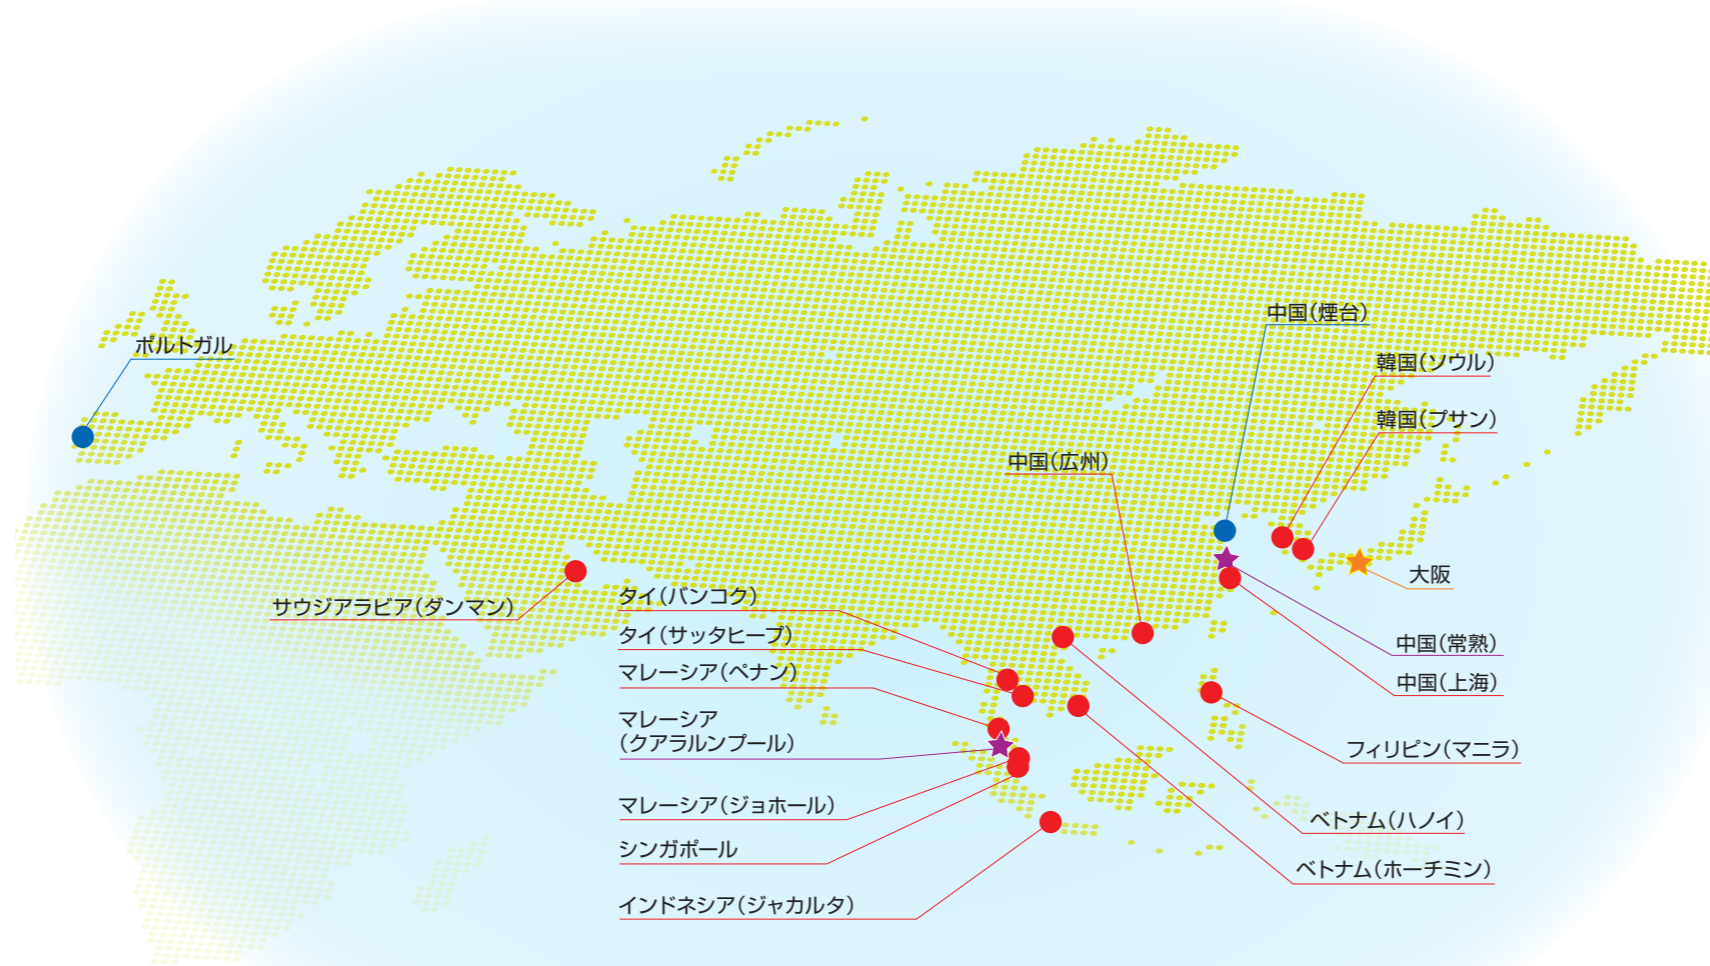 中国（煙台）
ポルトガル
韓国（ソウル）
韓国（プサン）
中国（広州）
大阪
サウジアラビア（ダンマン）
タイ（バンコク）
タイ（サッタヒープ）
中国（常熟）
マレーシア（ペナン）
中国（上海）
マレーシア
（クアラルンプール）
フィリピン（マニラ）
マレーシア（ジョホール）
ベトナム（ハノイ）
シンガポール
ベトナム（ホーチミン）
インドネシア（ジャカルタ）